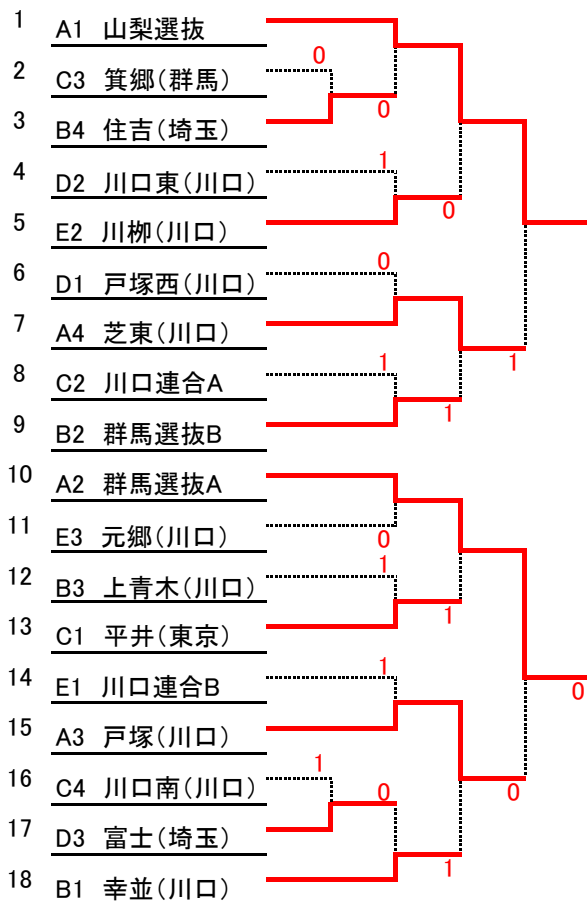 1 A1 山梨選抜
0
2 C3 箕郷(群馬)
0
3 B4 住吉(埼玉)
1
4 D2 川口東(川口)
0
5 E2 川栁(川口)
0
6 D1 戸塚西(川口)
7 A4 芝東(川口)
1
1
8 C2 川口連合A
1
9 B2 群馬選抜B
10 A2 群馬選抜A
11 E3 元郷(川口)
0
1
12 B3 上青木(川口)
1
13 C1 平井(東京)
1
14 E1 川口連合B
0
15 A3 戸塚(川口)
1
16 C4 川口南(川口)
0
0
17 D3 富士(埼玉)
1
18 B1 幸並(川口)